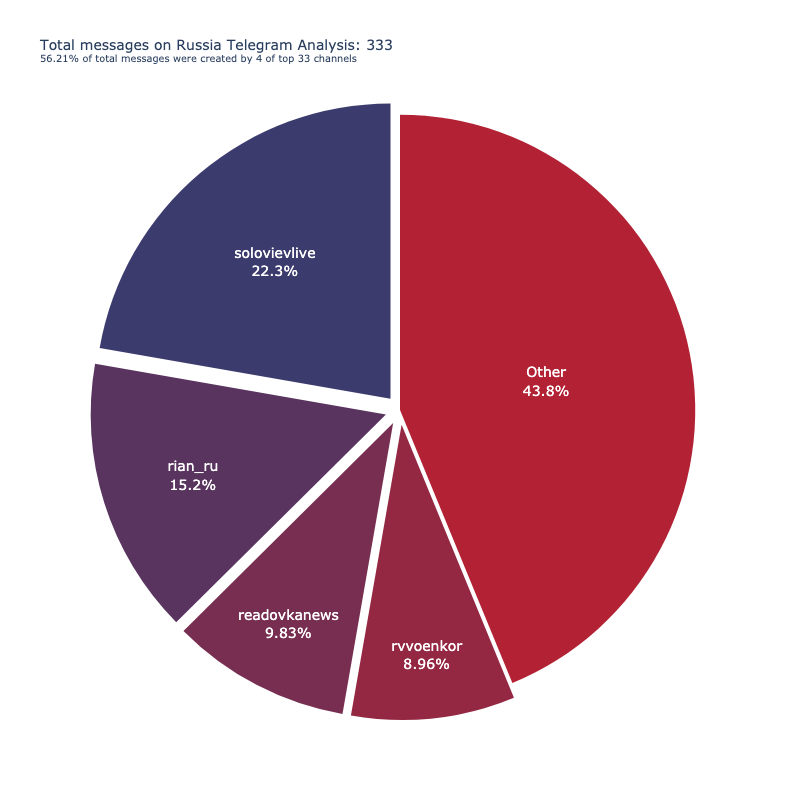 Total messages on Russia Telegram Analysis: 333
56.21% of total messages were created by 4 of top 33 channels
solovievlive
22.3%
Other
43.8%
rian_ru
15.2%
readovkanews
9.83%
rvvoenkor
8.96%